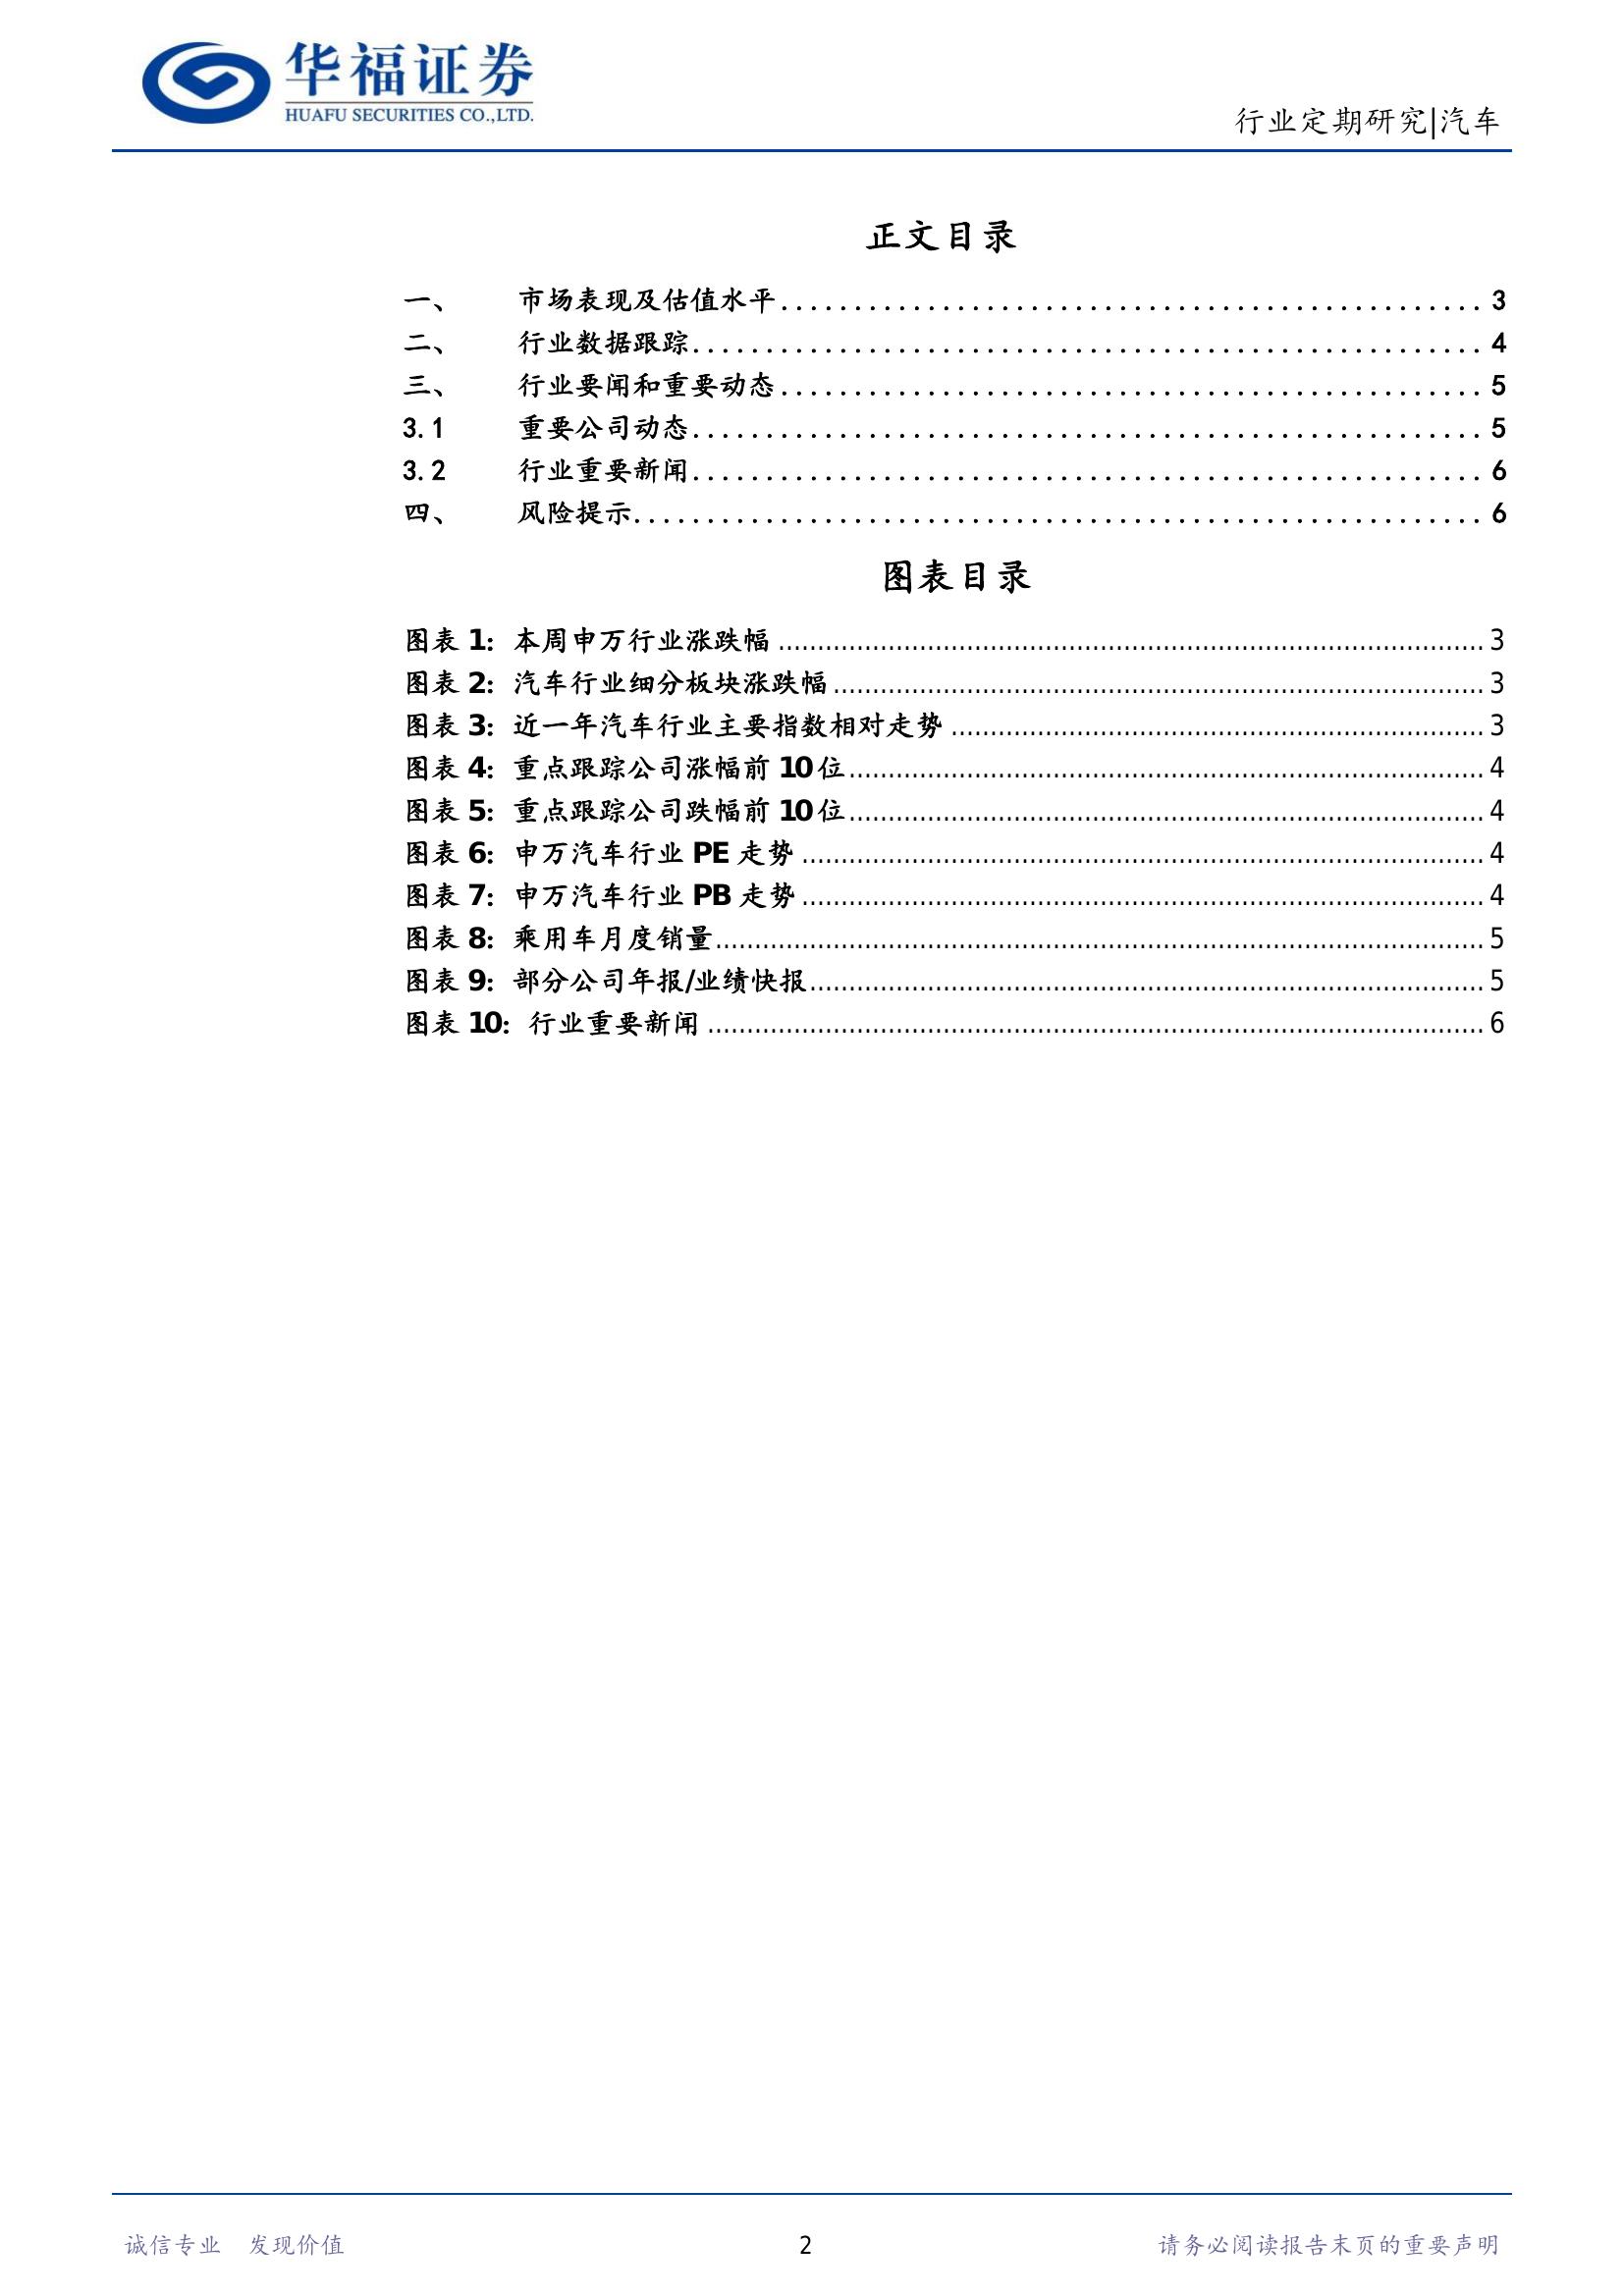 华福证券
HUAFU SECURITIES CO.,LTD.
行业定期研究|汽车
正文目录
一、 市场表现及估值水平................................................ 3
二、 行业数据跟踪...................................................... 4
三、 行业要闻和重要动态................................................ 5
3.1 重要公司动态...................................................... 5
3.2 行业重要新闻...................................................... 6
四、 风险提示.......................................................... 6
图表目录
图表 1: 本周申万行业涨跌幅 ........................................ 3
图表 2: 汽车行业细分板块涨跌幅 ........................................ 3
图表 3: 近一年汽车行业主要指数相对走势 ........................................ 3
图表 4: 重点跟踪公司涨幅前 10 位 ........................................ 4
图表 5: 重点跟踪公司跌幅前 10 位 ........................................ 4
图表 6: 申万汽车行业 PE 走势 ........................................ 4
图表 7: 申万汽车行业 PB 走势 ........................................ 4
图表 8: 乘用车月度销量 ........................................ 5
图表 9: 部分公司年报/业绩快报 ........................................ 5
图表 10: 行业重要新闻 ........................................ 6
诚信专业 发现价值 2 请务必阅读报告末页的重要声明